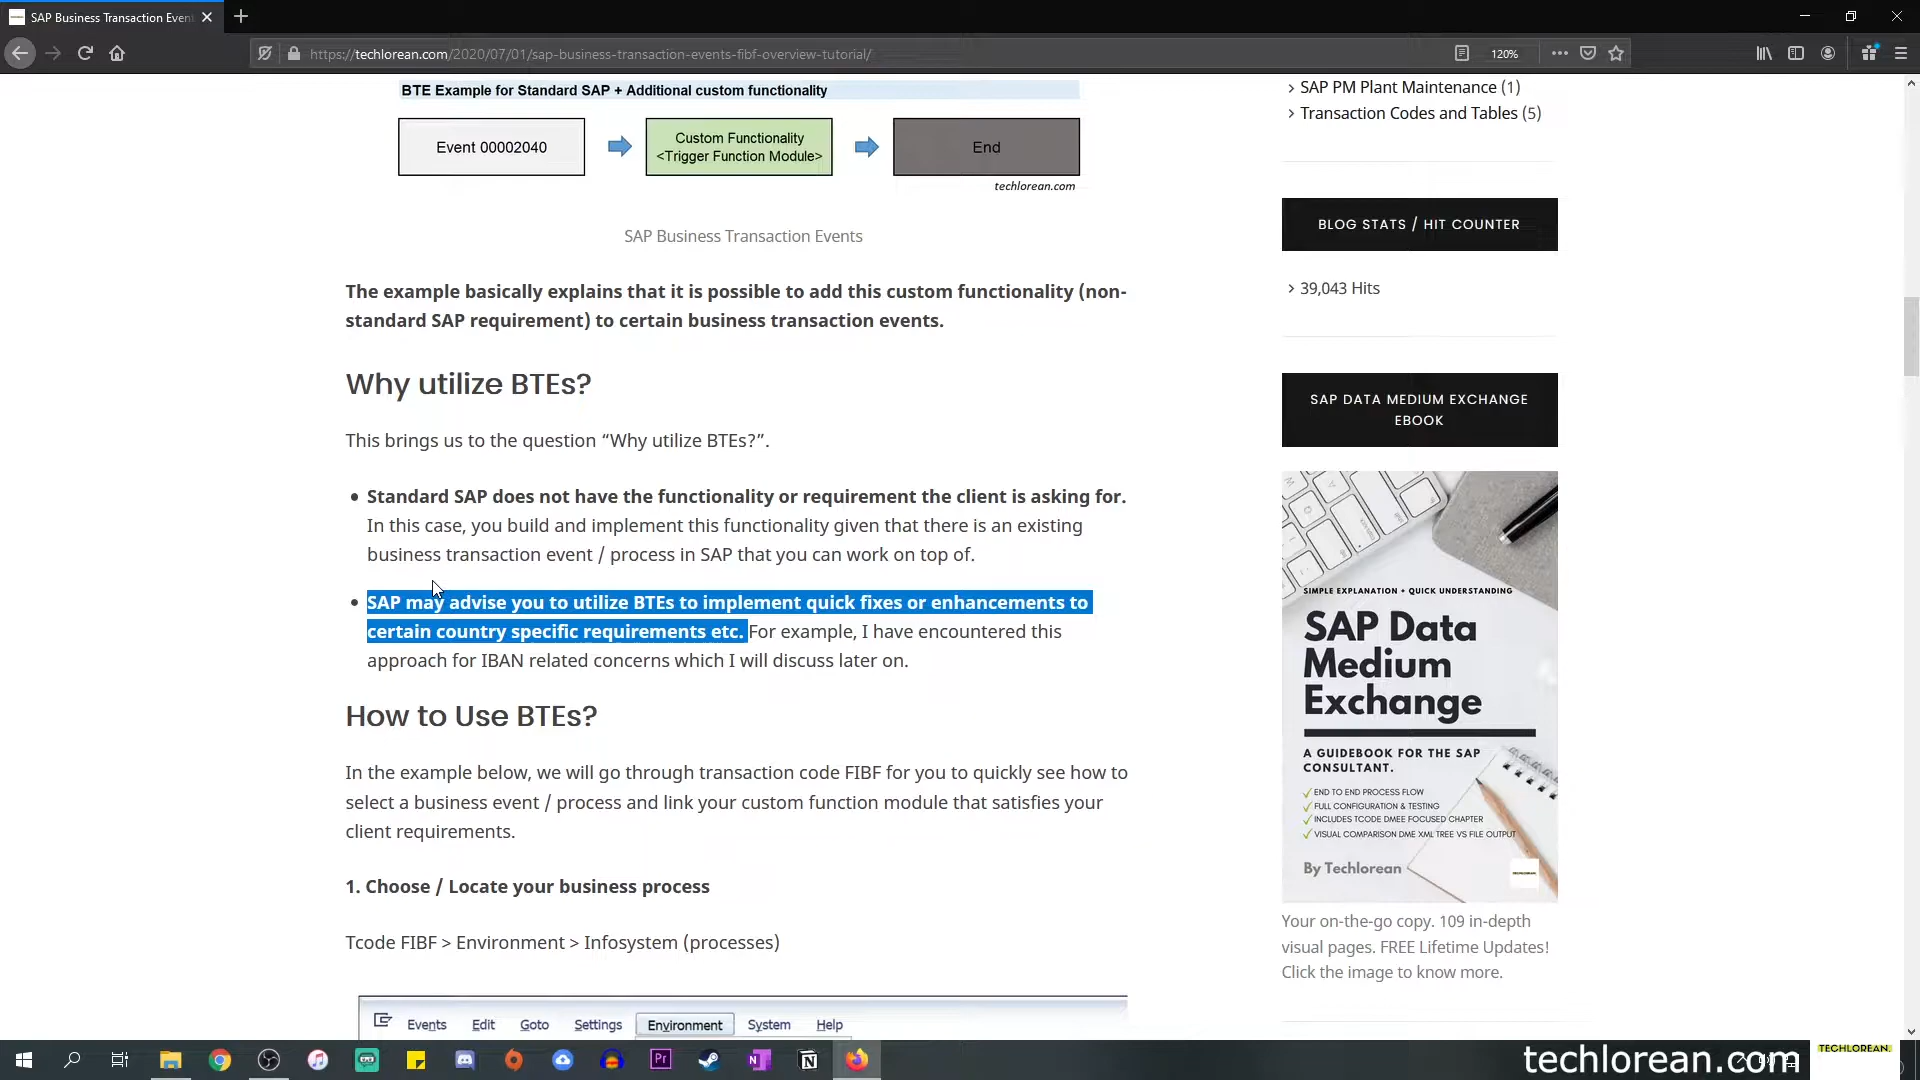 SAP Business Transaction Even
https://techlorean.com/2020/07/01/sap-business-transaction-events-fibf-overview-tutorial/
120%
BTE Example for Standard SAP + Additional custom functionality
Event 00002040
Custom Functionality
<Trigger Function Module>
End
techlorean.com
SAP Business Transaction Events
The example basically explains that it is possible to add this custom functionality (non-
standard SAP requirement) to certain business transaction events.
Why utilize BTEs?
This brings us to the question “Why utilize BTEs?”.
• Standard SAP does not have the functionality or requirement the client is asking for.
In this case, you build and implement this functionality given that there is an existing
business transaction event / process in SAP that you can work on top of.
• SAP may advise you to utilize BTEs to implement quick fixes or enhancements to
certain country specific requirements etc. For example, I have encountered this
approach for IBAN related concerns which I will discuss later on.
How to Use BTEs?
In the example below, we will go through transaction code FIBF for you to quickly see how to
select a business event / process and link your custom function module that satisfies your
client requirements.
1. Choose / Locate your business process
Tcode FIBF > Environment > Infosystem (processes)
Events Edit Goto Settings Environment System Help
> SAP PM Plant Maintenance (1)
> Transaction Codes and Tables (5)
BLOG STATS / HIT COUNTER
> 39,043 Hits
SAP DATA MEDIUM EXCHANGE
EBOOK
SIMPLE EXPLANATION + QUICK UNDERSTANDING
SAP Data
Medium
Exchange
A GUIDEBOOK FOR THE SAP
CONSULTANT.
✓ END TO END PROCESS FLOW
✓ FULL CONFIGURATION & TESTING
✓ INCLUDES TCODE DMEE FOCUSED CHAPTER
✓ VISUAL COMPARISON DME XML TREE VS FILE OUTPUT
By Techlorean
TECHLOREAN.
Your on-the-go copy. 109 in-depth
visual pages. FREE Lifetime Updates!
Click the image to know more.
Pr
N
N
techlorean.com
TECHLOREAN.